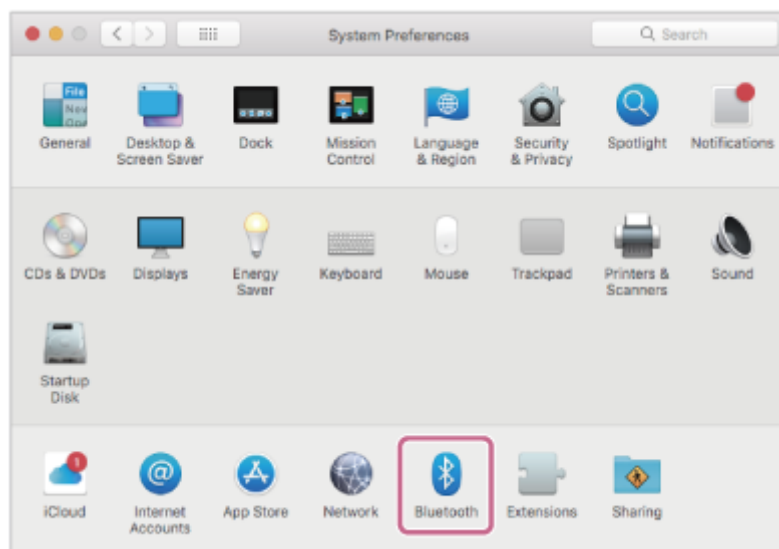 System Preferences
Search
General
Desktop &
Screen Saver
Dock
Mission
Control
Language
& Region
Security
& Privacy
Spotlight
Notifications
CDs & DVDs
Displays
Energy
Saver
Keyboard
Mouse
Trackpad
Printers &
Scanners
Sound
Startup
Disk
1
iCloud
@
Internet
Accounts
App Store
Network
Bluetooth
Extensions
Sharing